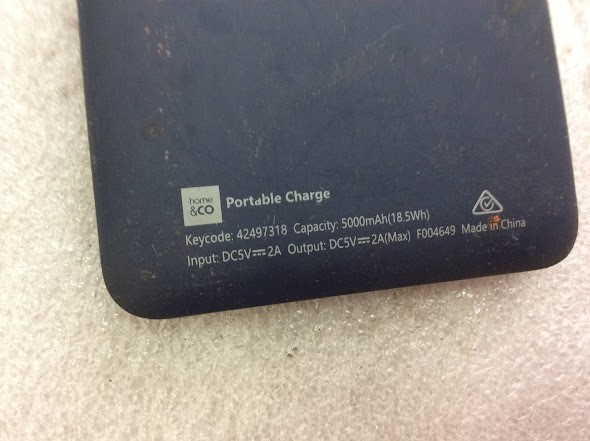 home
&CO
Portable Charge
Keycode: 42497318 Capacity: 5000mAh(18.5Wh)
Input: DC5V⎓2A Output: DC5V⎓2A(Max) F004649 Made in China